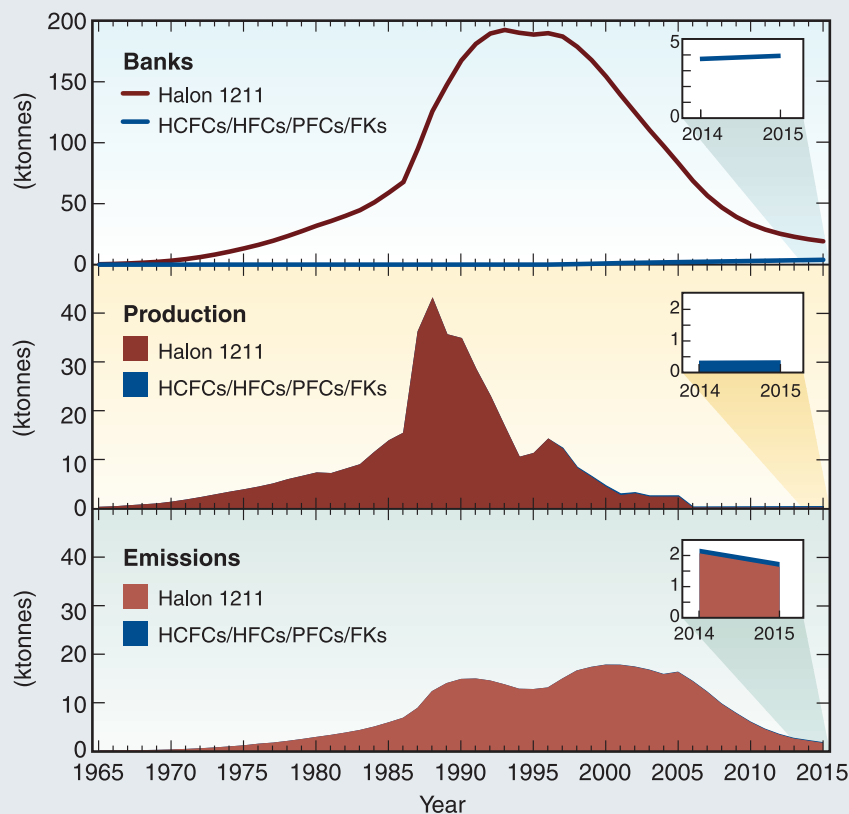 200
150
100
50
0
(ktonnes)
Banks
Halon 1211
HCFCs/HFCs/PFCs/FKs
5
0
2014 2015
40
30
20
10
0
(ktonnes)
Production
Halon 1211
HCFCs/HFCs/PFCs/FKs
2
1
0
2014 2015
40
30
20
10
0
(ktonnes)
Emissions
Halon 1211
HCFCs/HFCs/PFCs/FKs
2
1
0
2014 2015
1965 1970 1975 1980 1985 1990 1995 2000 2005 2010 2015
Year